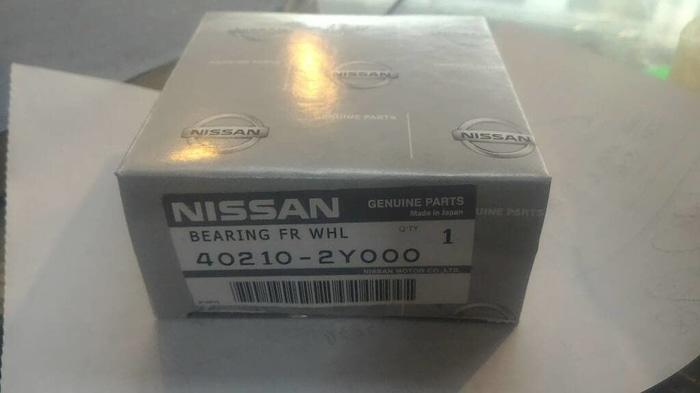 NISSAN
GENUINE PARTS
NISSAN
NISSAN
NISSAN
GENUINE PARTS
Made in Japan
UINE PARTS
BEARING FR WHL
Q'TY
1
40210-2Y000
NISSAN MOTOR CO.,LTD.